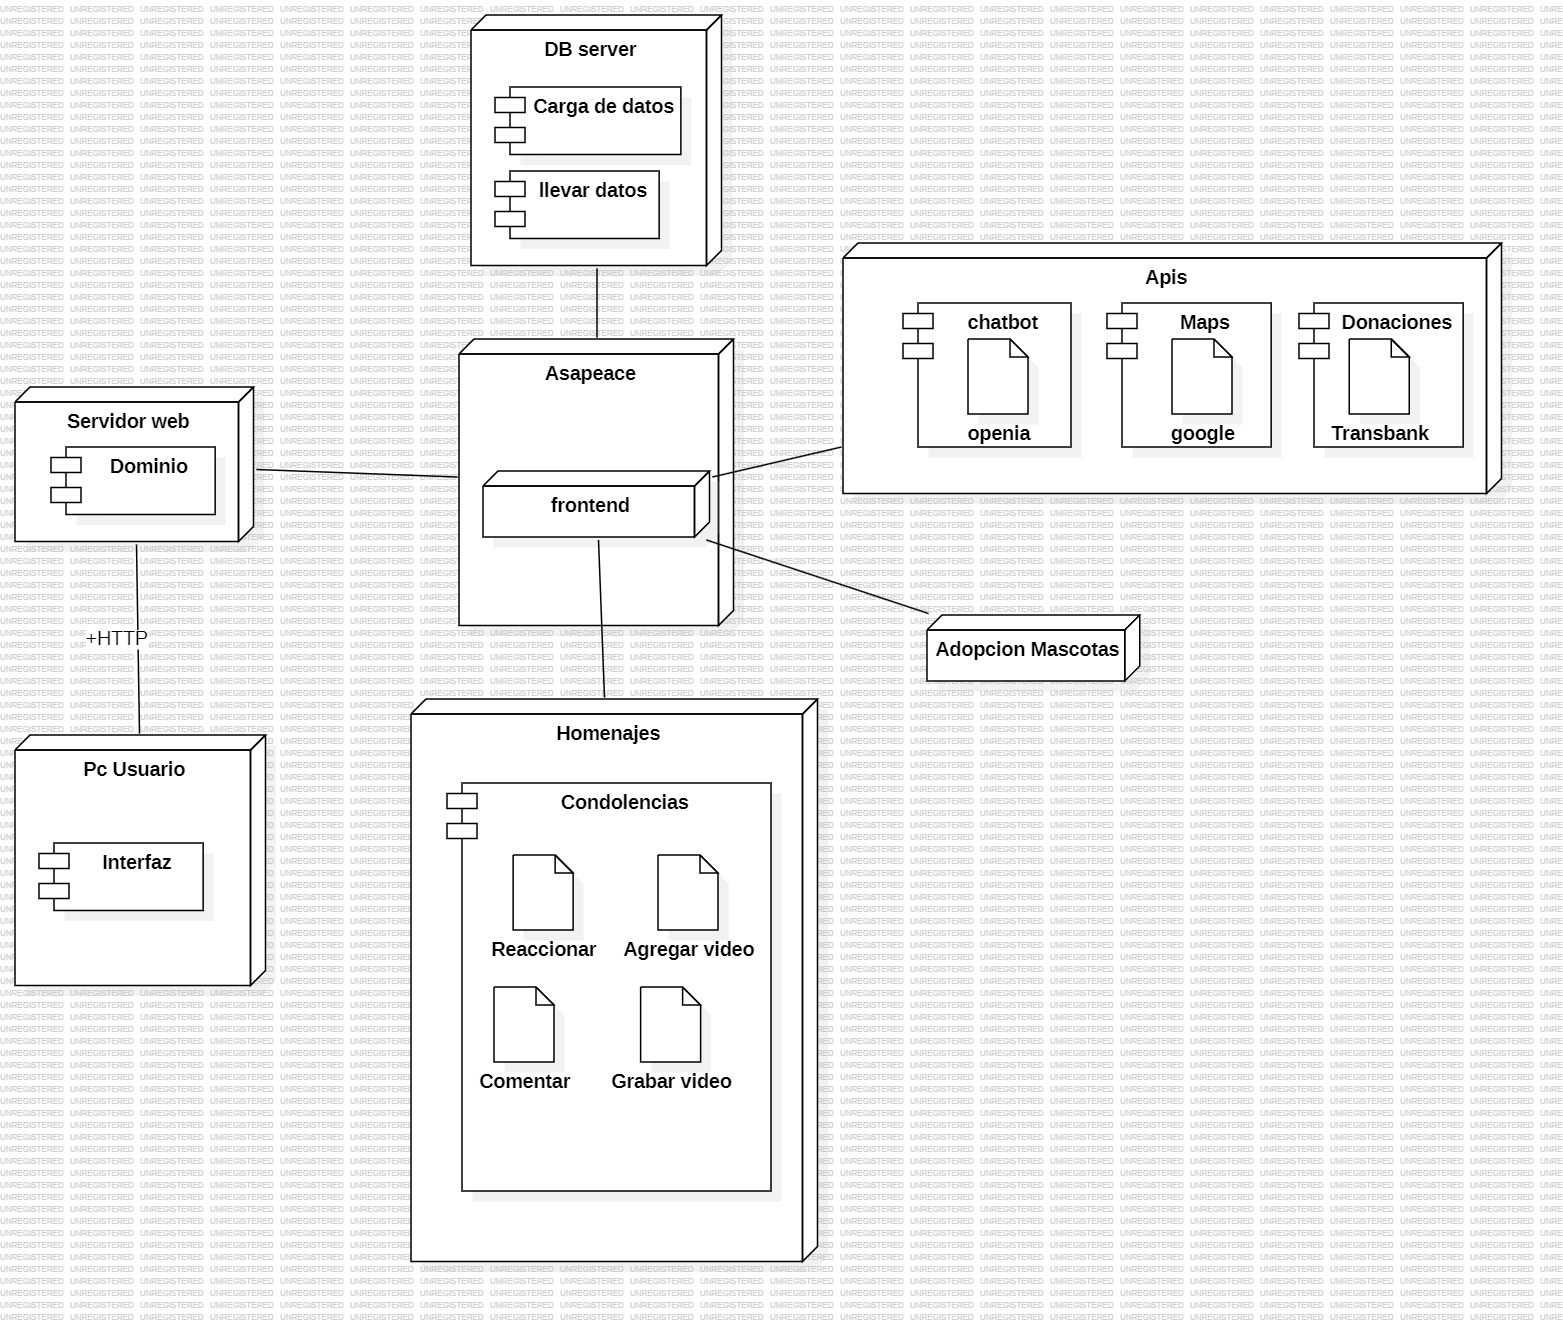 DB server
Carga de datos
llevar datos
Apis
chatbot
openia
Maps
google
Donaciones
Transbank
Asapeace
frontend
Servidor web
Dominio
+HTTP
Adopcion Mascotas
Pc Usuario
Interfaz
Homenajes
Condolencias
Reaccionar
Agregar video
Comentar
Grabar video
UNREGISTERED